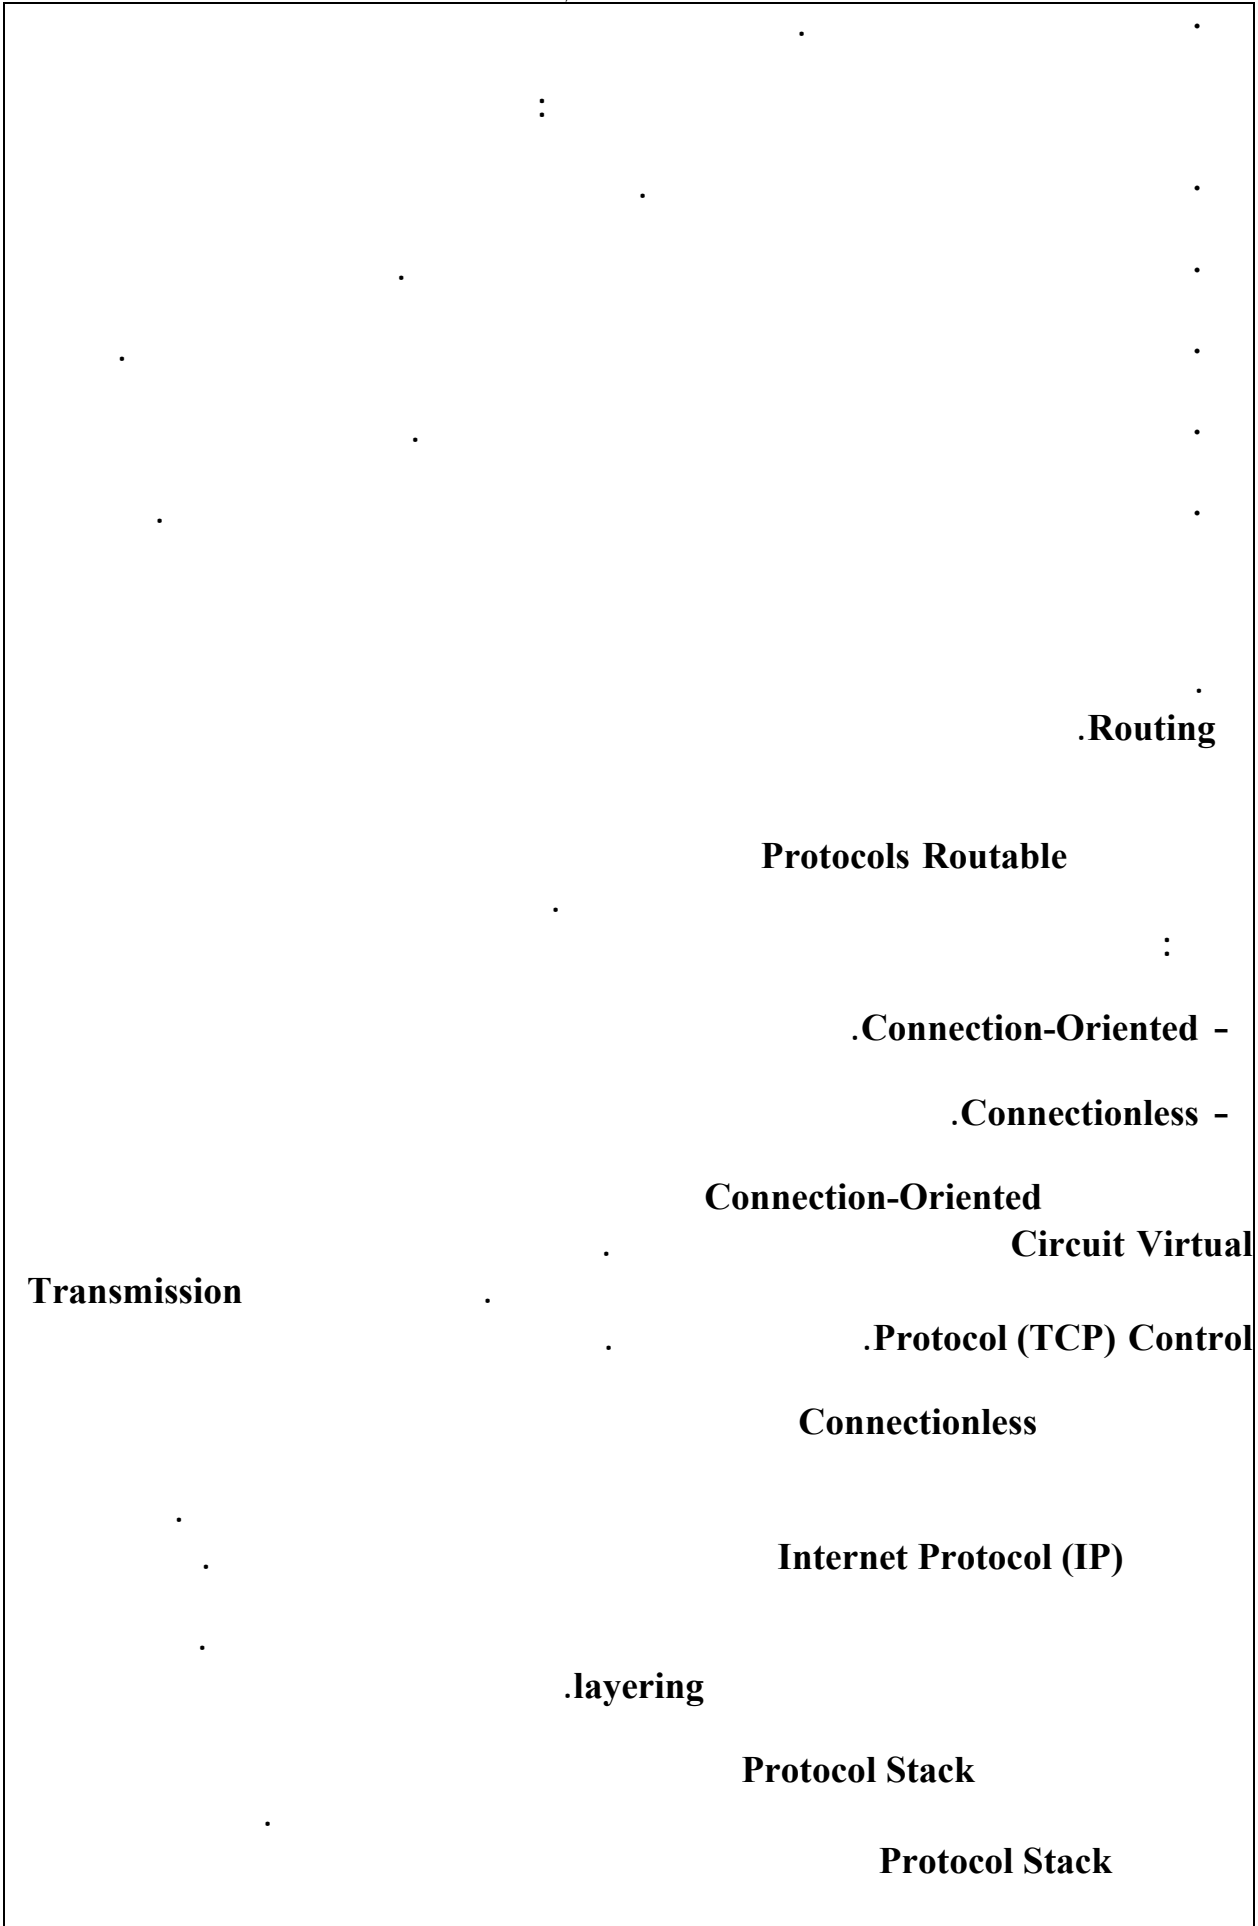 . .
:
. .
. .
. .
. .
. .
.
.Routing
Protocols Routable
.
:
.Connection-Oriented -
.Connectionless -
Connection-Oriented
. Circuit Virtual
Transmission .
. .Protocol (TCP) Control
Connectionless
.
. Internet Protocol (IP)
.
.layering
Protocol Stack
.
Protocol Stack